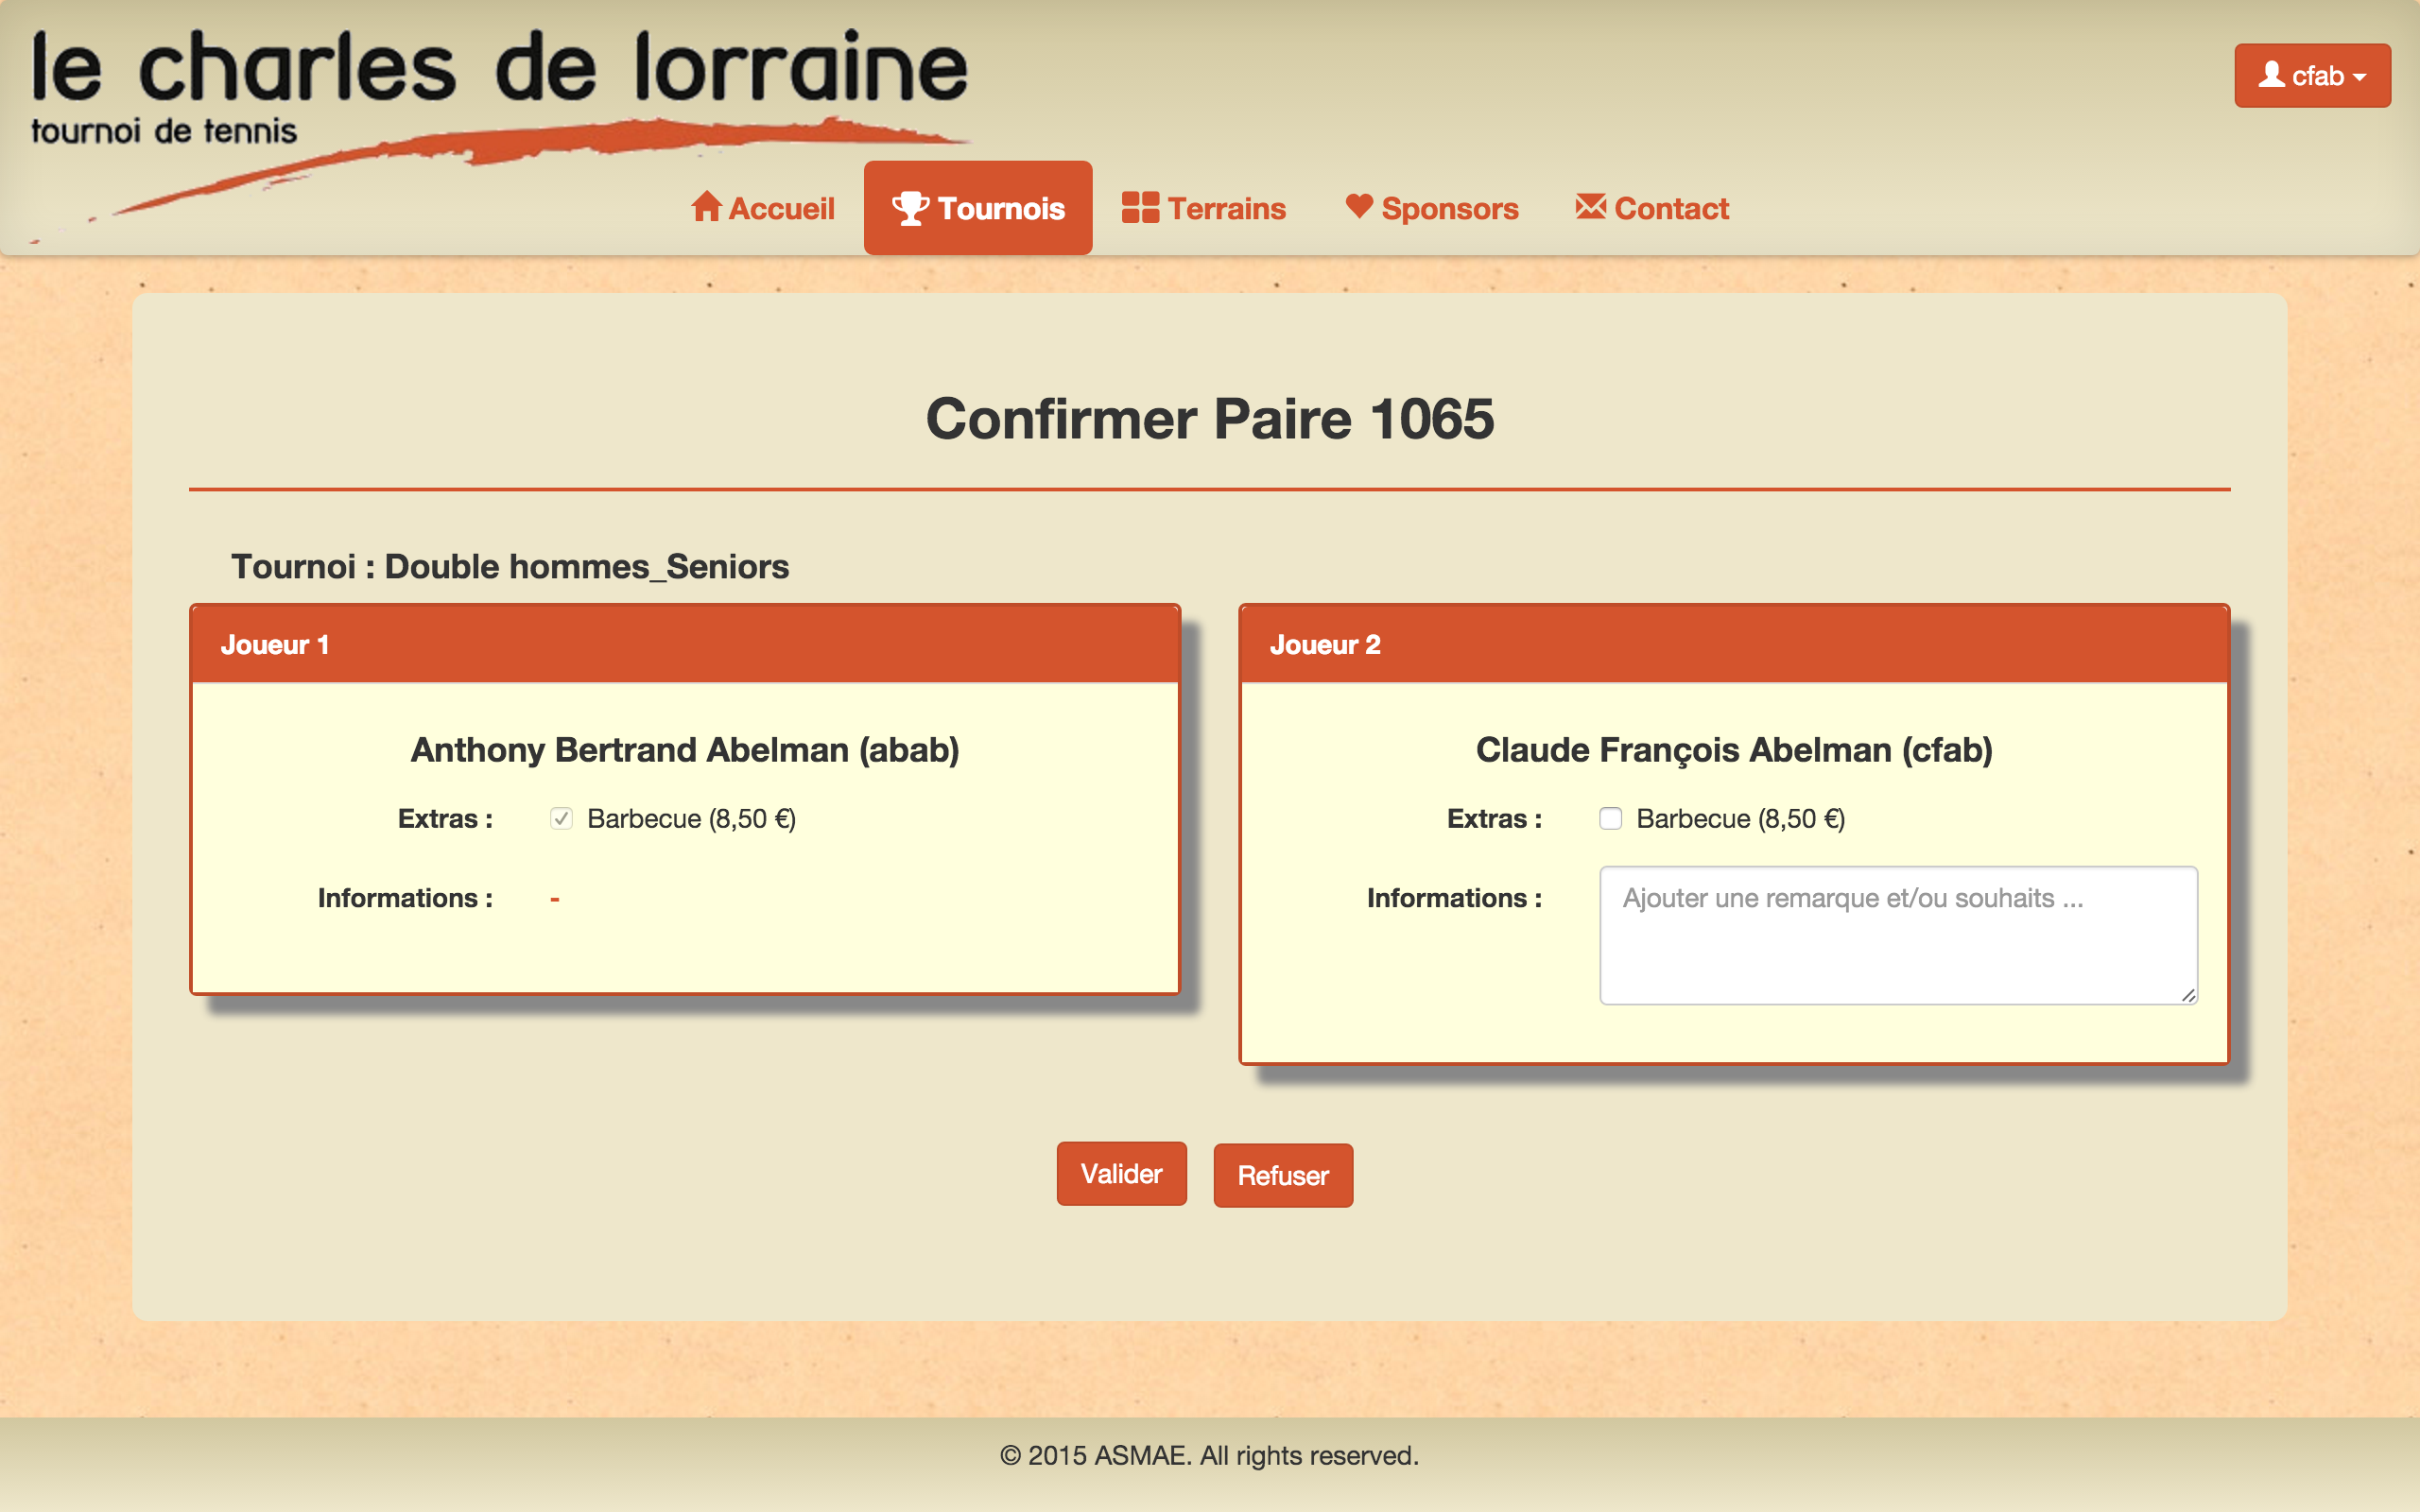 le charles de lorraine
tournoi de tennis
cfab
Accueil Tournois Terrains Sponsors Contact
Confirmer Paire 1065
Tournoi : Double hommes_Seniors
Joueur 1
Anthony Bertrand Abelman (abab)
Extras : Barbecue (8,50 €)
Informations : -
Joueur 2
Claude François Abelman (cfab)
Extras : Barbecue (8,50 €)
Informations : Ajouter une remarque et/ou souhaits ...
Valider Refuser
© 2015 ASMAE. All rights reserved.